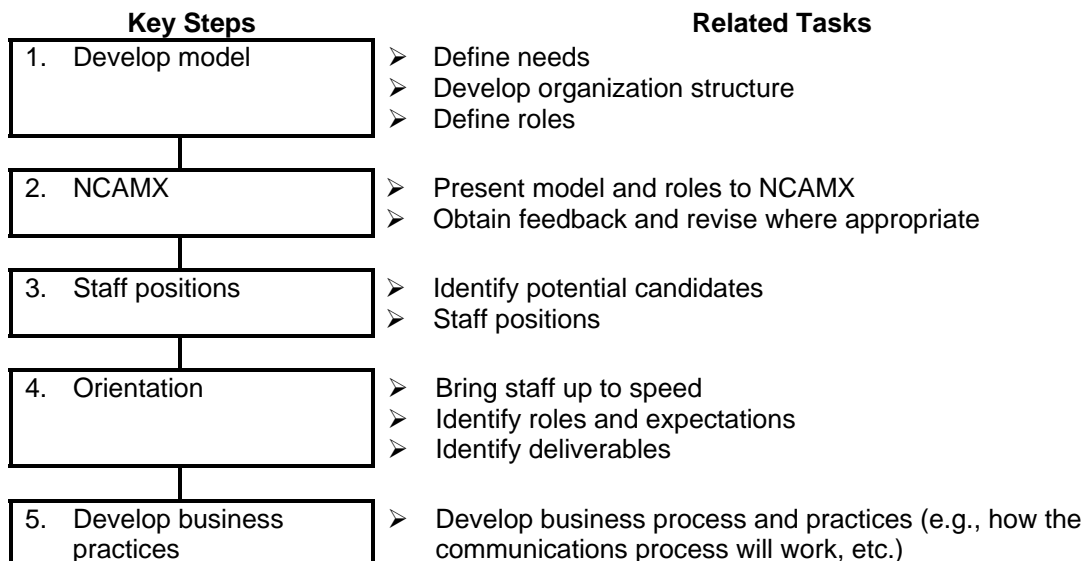 Key Steps Related Tasks
1. Develop model ➢ Define needs
➢ Develop organization structure
➢ Define roles
2. NCAMX ➢ Present model and roles to NCAMX
➢ Obtain feedback and revise where appropriate
3. Staff positions ➢ Identify potential candidates
➢ Staff positions
4. Orientation ➢ Bring staff up to speed
➢ Identify roles and expectations
➢ Identify deliverables
5. Develop business ➢ Develop business process and practices (e.g., how the
practices communications process will work, etc.)